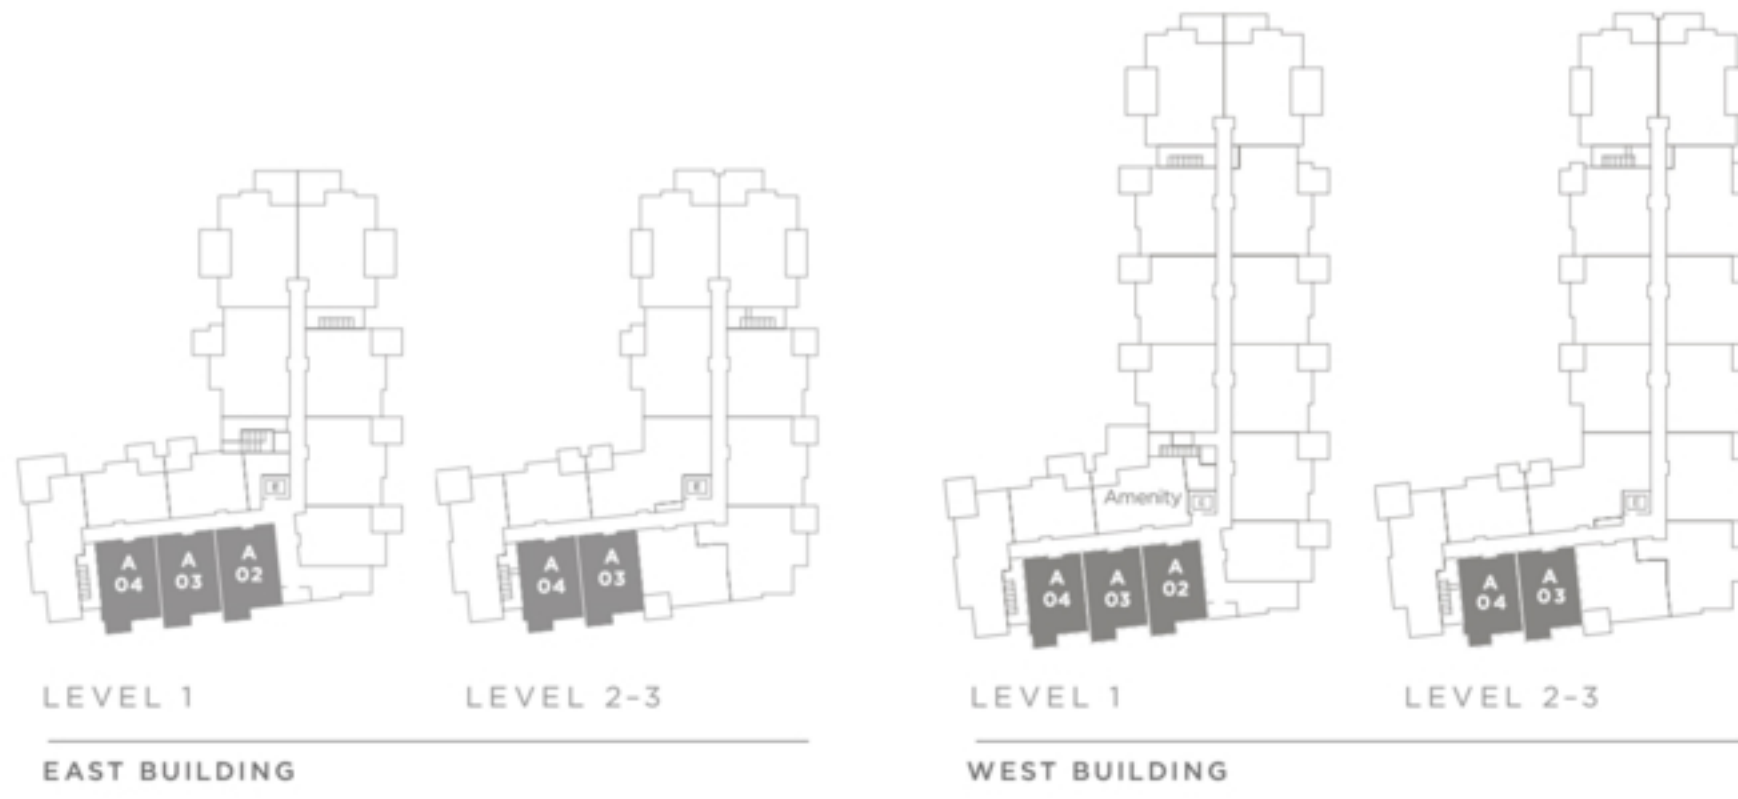 A
04
A
03
A
02
A
04
A
03
Amenity
A
04
A
03
A
02
A
04
A
03
LEVEL 1
LEVEL 2-3
LEVEL 1
LEVEL 2-3
EAST BUILDING
WEST BUILDING